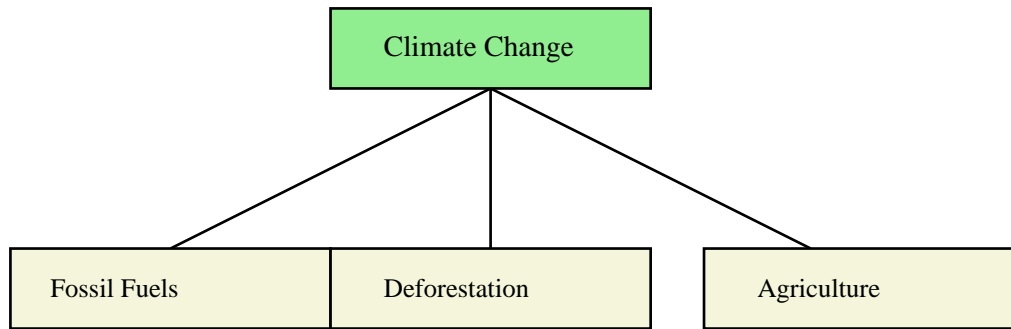 Climate Change
Fossil Fuels
Deforestation
Agriculture